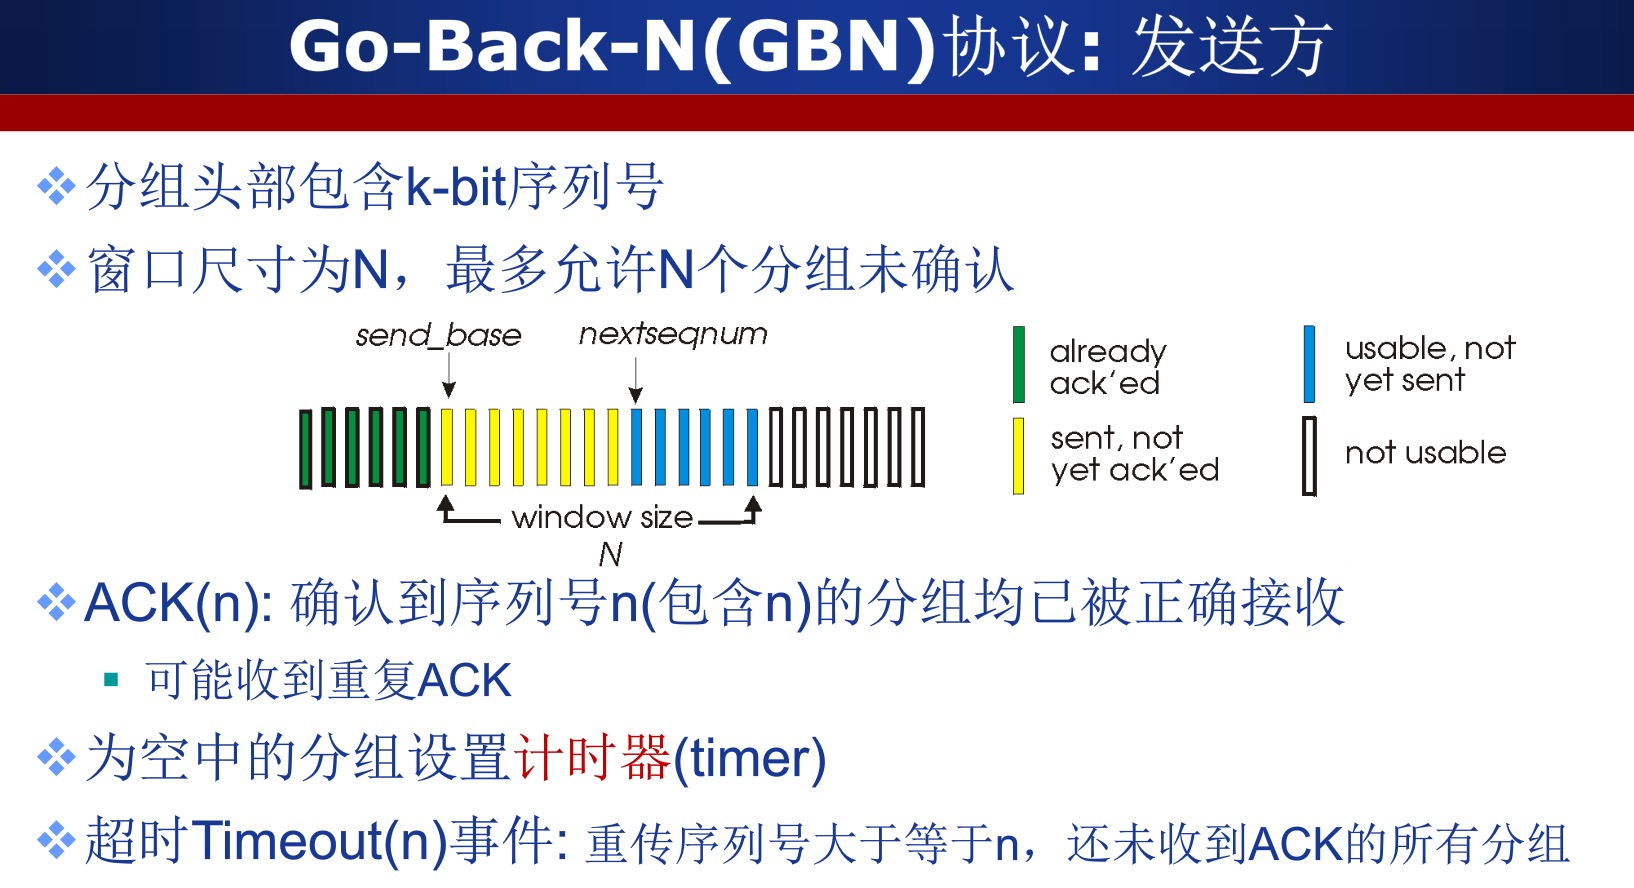 Go-Back-N(GBN)协议: 发送方
分组头部包含k-bit序列号
窗口尺寸为N，最多允许N个分组未确认
send_base
nextseqnum
already
ack'ed
usable, not
yet sent
sent, not
yet ack'ed
not usable
window size
N
ACK(n): 确认到序列号n(包含n)的分组均已被正确接收
可能收到重复ACK
为空中的分组设置计时器(timer)
超时Timeout(n)事件: 重传序列号大于等于n，还未收到ACK的所有分组